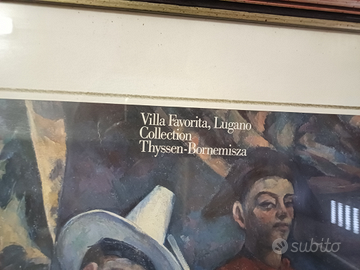 Villa Favorita, Lugano
Collection
Thyssen-Bornemisza
subito